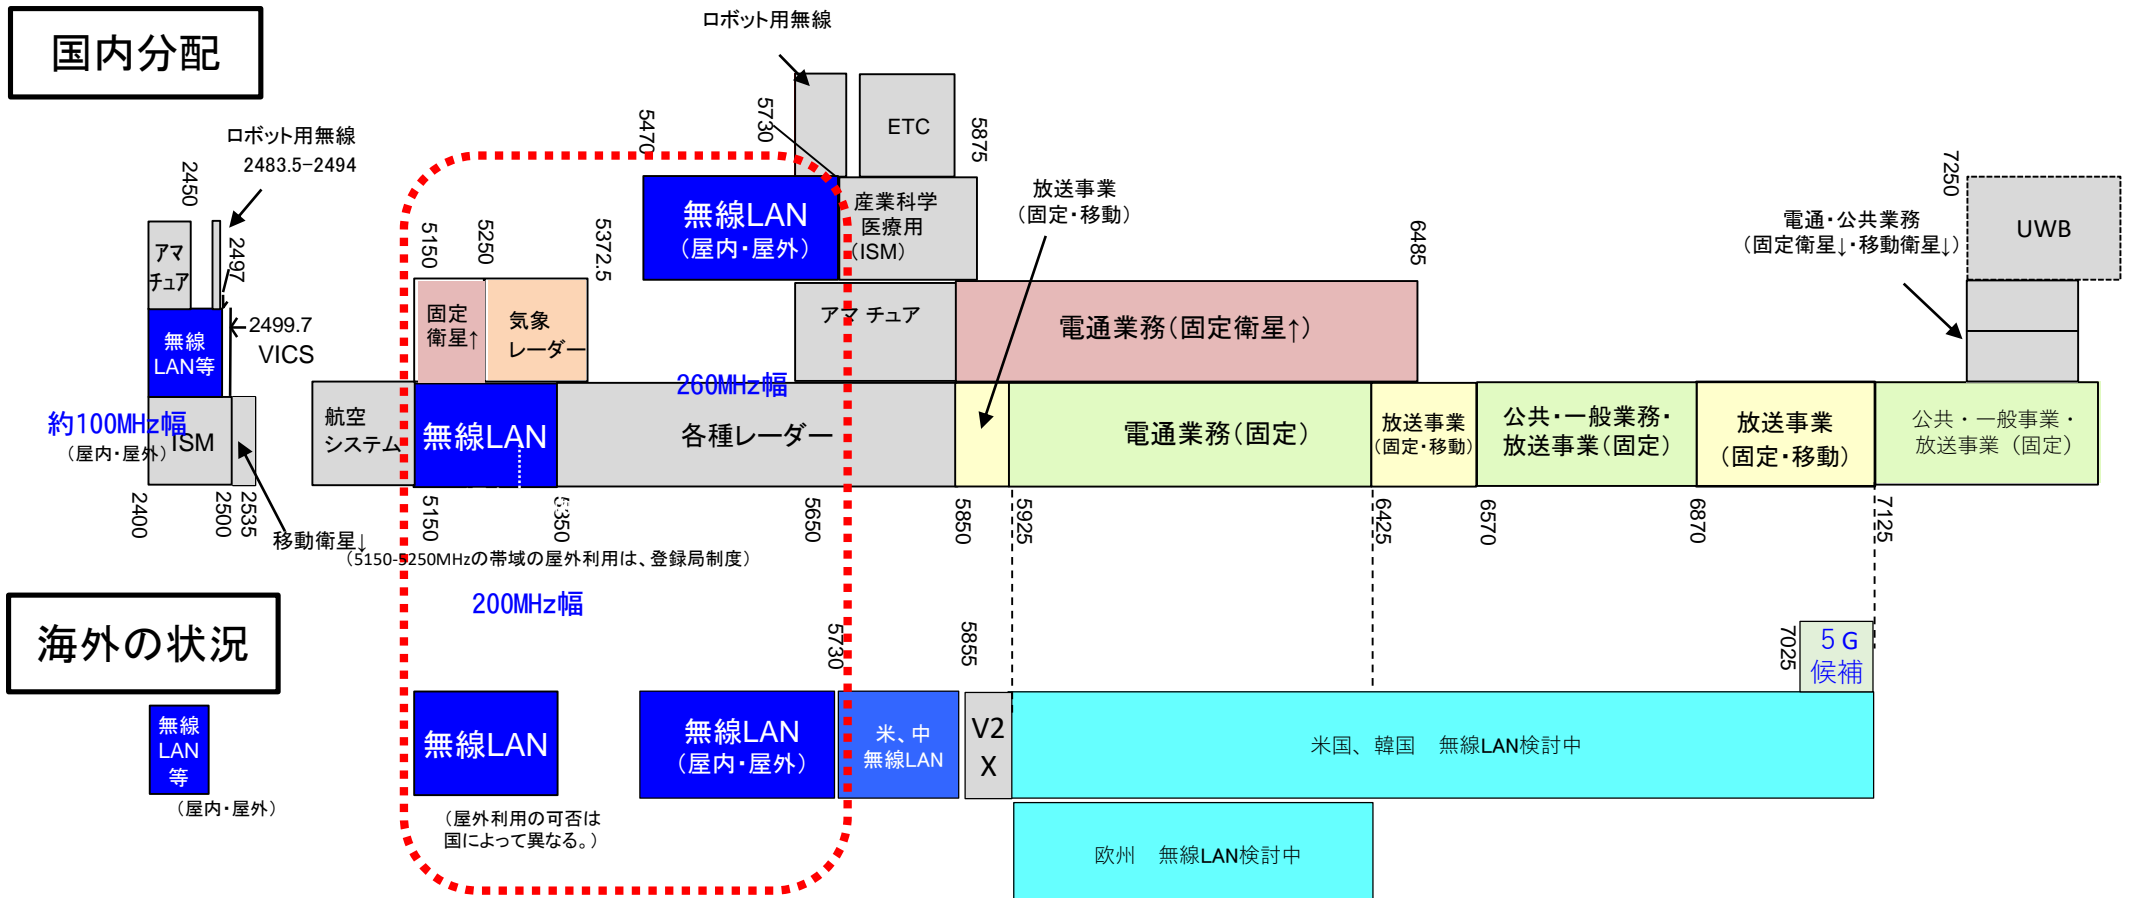 国内分配
ロボット用無線
5470
5730
ETC
5875
ロボット用無線
2483.5-2494
2450
2497
アマ
チュア
無線
LAN等
2499.7
VICS
約100MHz幅
(屋内・屋外)
ISM
2400
2500
2535
移動衛星↓
5150
5250
5372.5
無線LAN
(屋内・屋外)
産業科学
医療用
(ISM)
放送事業
(固定・移動)
6485
電通・公共業務
(固定衛星↓・移動衛星↓)
7250
UWB
固定
衛星↑
気象
レーダー
アマチュア
電通業務(固定衛星↑)
260MHz幅
航空
システム
無線LAN
各種レーダー
電通業務(固定)
放送事業
(固定・移動)
公共・一般業務・
放送事業(固定)
放送事業
(固定・移動)
公共・一般事業・
放送事業(固定)
5150
5350
5650
5850
5925
6425
6570
6870
7125
(5150-5250MHzの帯域の屋外利用は、登録局制度)
200MHz幅
海外の状況
5730
5855
7025
5G
候補
無線
LAN
等
(屋内・屋外)
無線LAN
(屋外利用の可否は
国によって異なる。)
無線LAN
(屋内・屋外)
米、中
無線LAN
V2
X
米国、韓国 無線LAN検討中
欧州 無線LAN検討中